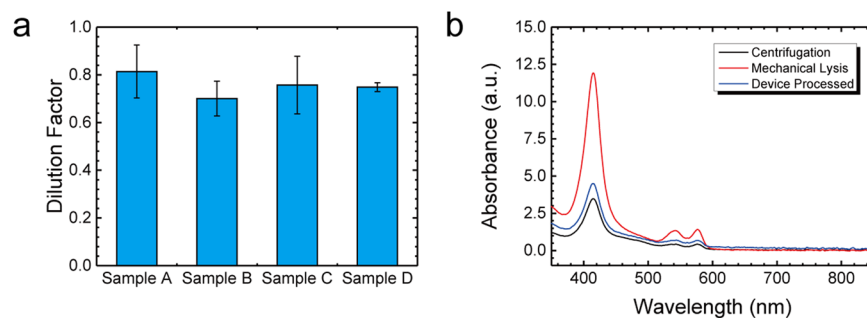 a
Dilution Factor
1.0
0.8
0.6
0.4
0.2
0.0
Sample A Sample B Sample C Sample D
b
Absorbance (a.u.)
15.0
12.5
10.0
7.5
5.0
2.5
0.0
Centrifugation
Mechanical Lysis
Device Processed
400 500 600 700 800
Wavelength (nm)